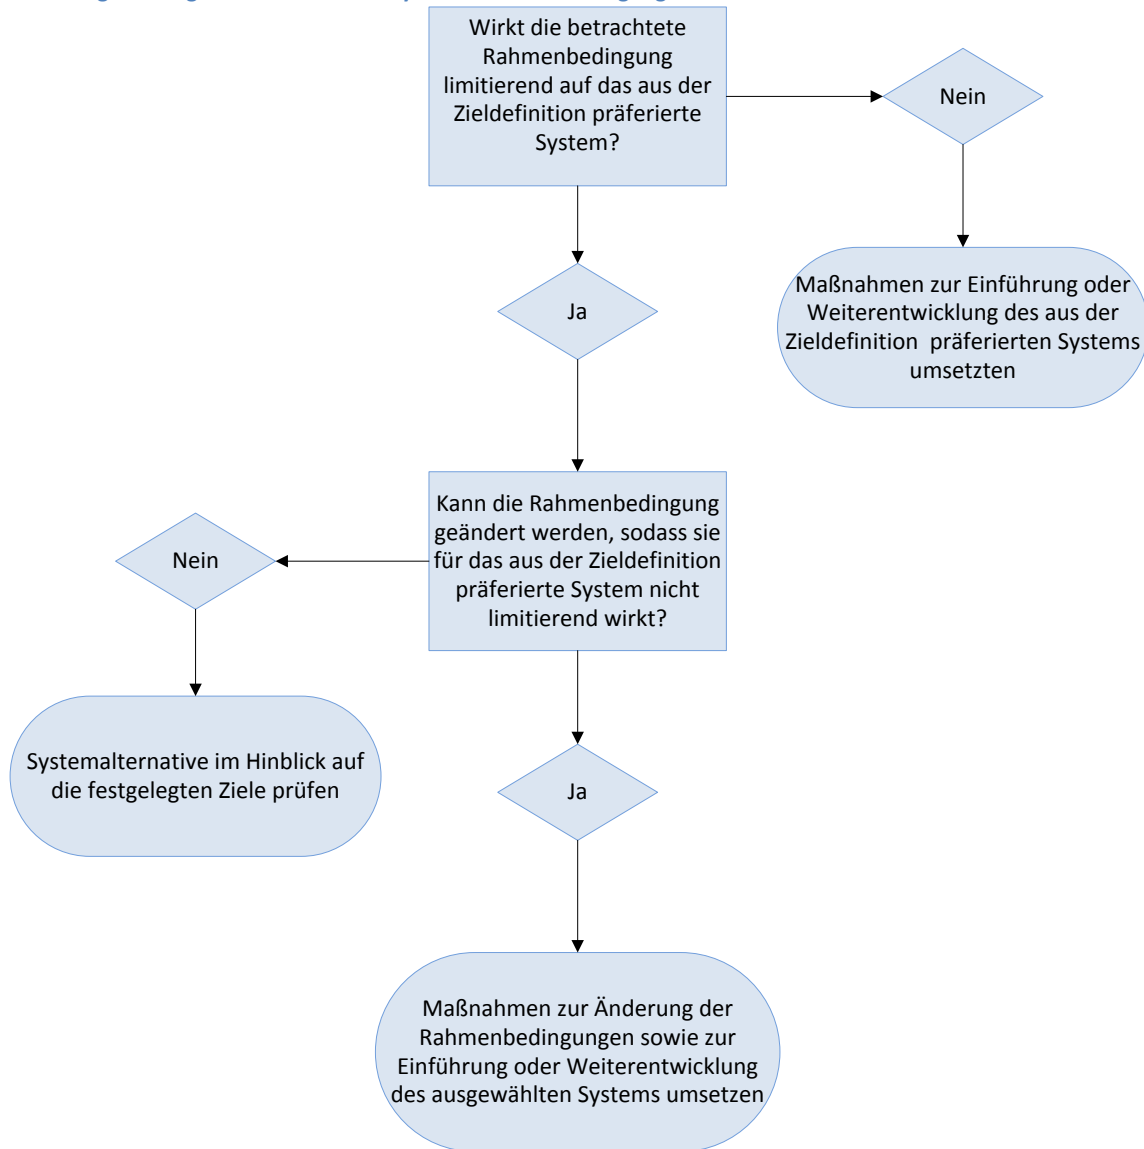 Wirkt die betrachtete
Rahmenbedingung
limitierend auf das aus der
Zieldefinition präferierte
System?
Nein
Maßnahmen zur Einführung oder
Weiterentwicklung des aus der
Zieldefinition präferierten Systems
umsetzten
Ja
Kann die Rahmenbedingung
geändert werden, sodass sie
für das aus der Zieldefinition
präferierte System nicht
limitierend wirkt?
Nein
Systemalternative im Hinblick auf
die festgelegten Ziele prüfen
Ja
Maßnahmen zur Änderung der
Rahmenbedingungen sowie zur
Einführung oder Weiterentwicklung
des ausgewählten Systems umsetzen